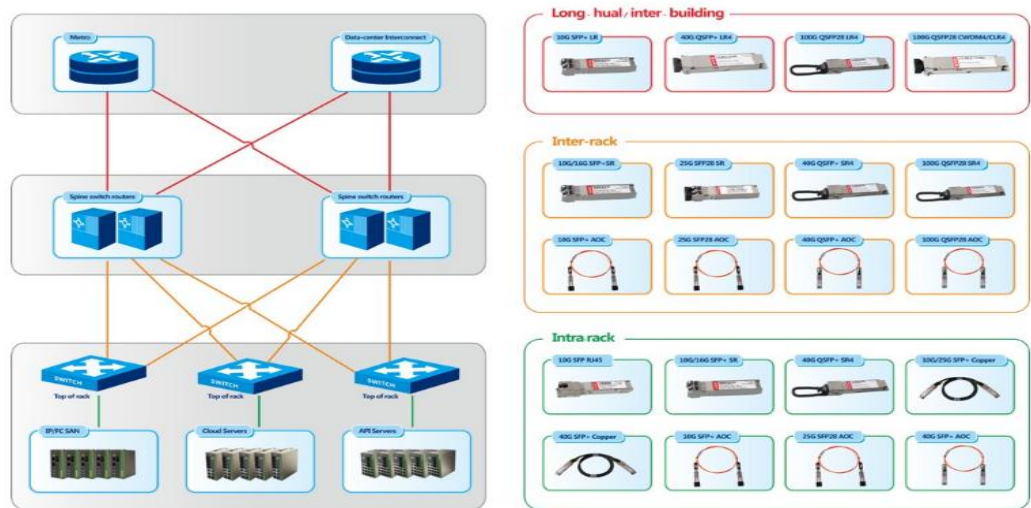 Metro
Data-center Interconnect
Spine switch routers
Spine switch routers
SWITCH
SWITCH
SWITCH
Top of rack
Top of rack
Top of rack
IP/FC SAN
Cloud Servers
API Servers
Long - hual / inter - building
10G SFP+ LR
40G QSFP+ LR4
100G QSFP28 LR4
100G QSFP28 CWDM4/CLR4
Inter-rack
10G/16G SFP+SR
25G SFP28 SR
40G QSFP+ SR4
100G QSFP28 SR4
10G SFP+ AOC
25G SFP28 AOC
40G QSFP+ AOC
100G QSFP28 AOC
Intra rack
10G SFP RJ45
10G/16G SFP+ SR
40G QSFP+ SR4
10G/25G SFP+ Copper
40G SFP+ Copper
10G SFP+ AOC
25G SFP28 AOC
40G SFP+ AOC